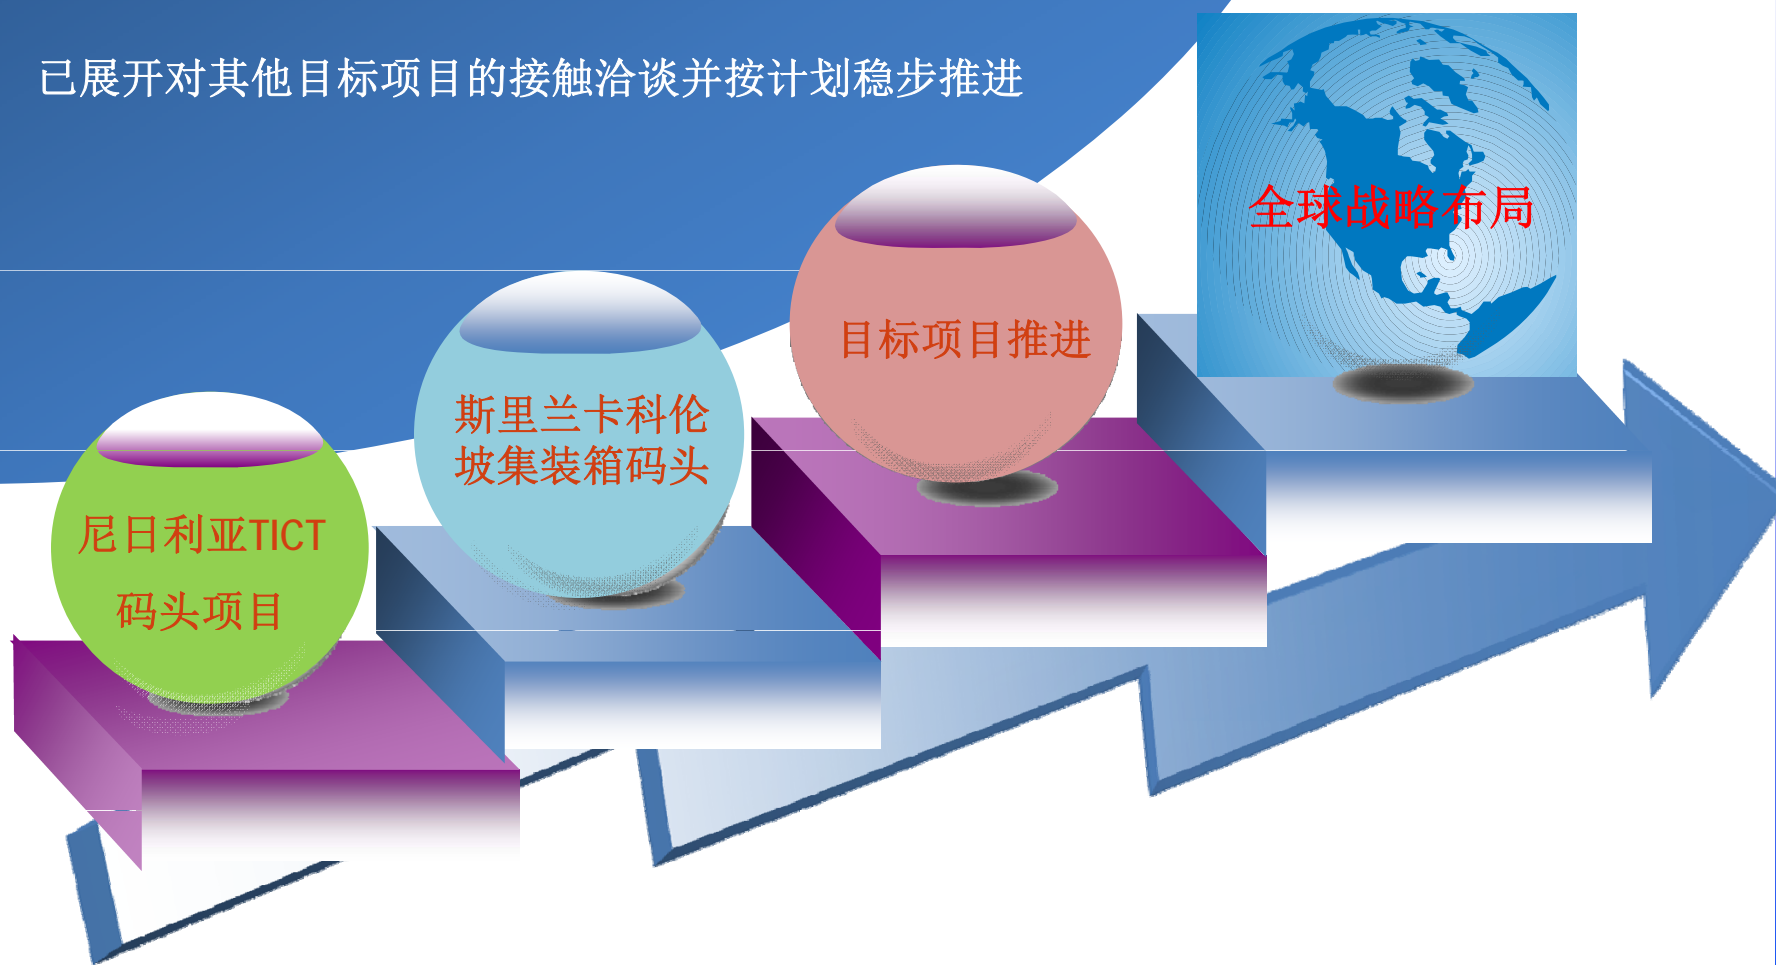 已展开对其他目标项目的接触洽谈并按计划稳步推进
全球战略布局
目标项目推进
斯里兰卡科伦
坡集装箱码头
尼日利亚TICT
码头项目